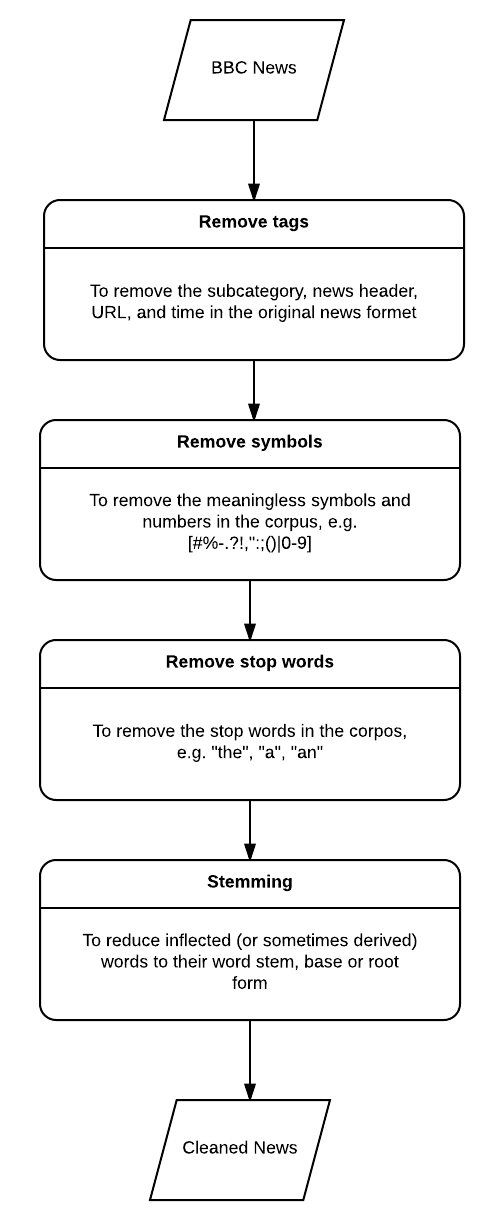 BBC News
Remove tags
To remove the subcategory, news header,
URL, and time in the original news formet
Remove symbols
To remove the meaningless symbols and
numbers in the corpus, e.g.
[#%-.?!,":;()|0-9]
Remove stop words
To remove the stop words in the corpos,
e.g. "the", "a", "an"
Stemming
To reduce inflected (or sometimes derived)
words to their word stem, base or root
form
Cleaned News